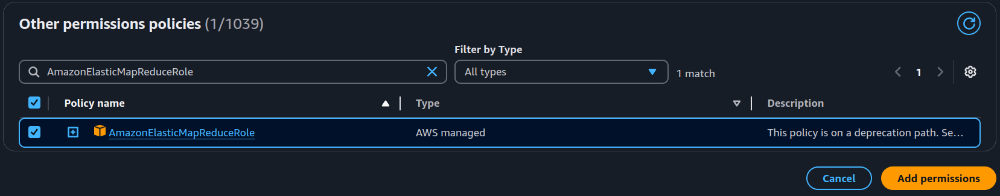 Other permissions policies (1/1039)
Filter by Type
AmazonElasticMapReduceRole
All types
1 match
1
Policy name
Type
Description
AmazonElasticMapReduceRole
AWS managed
This policy is on a deprecation path. Se...
Cancel
Add permissions